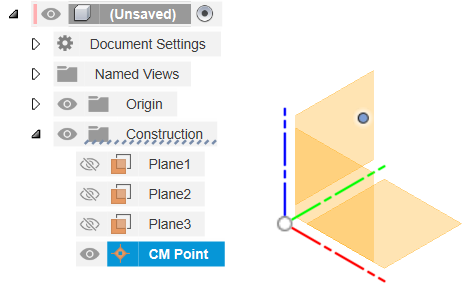 (Unsaved)
Document Settings
Named Views
Origin
Construction
Plane1
Plane2
Plane3
CM Point